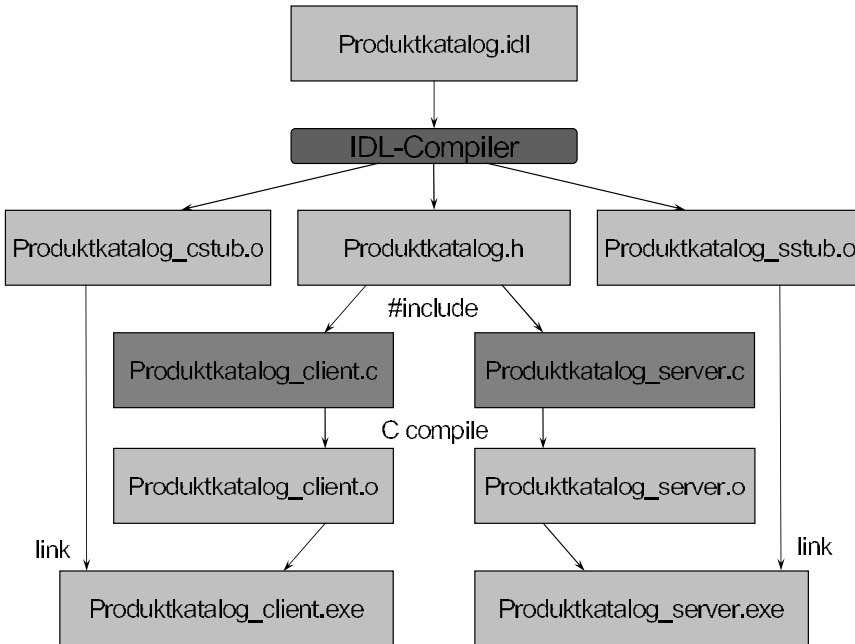 Produktkatalog.idl
IDL-Compiler
Produktkatalog_cstub.o
Produktkatalog.h
Produktkatalog_sstub.o
#include
Produktkatalog_client.c
Produktkatalog_server.c
C compile
Produktkatalog_client.o
Produktkatalog_server.o
link
link
Produktkatalog_client.exe
Produktkatalog_server.exe